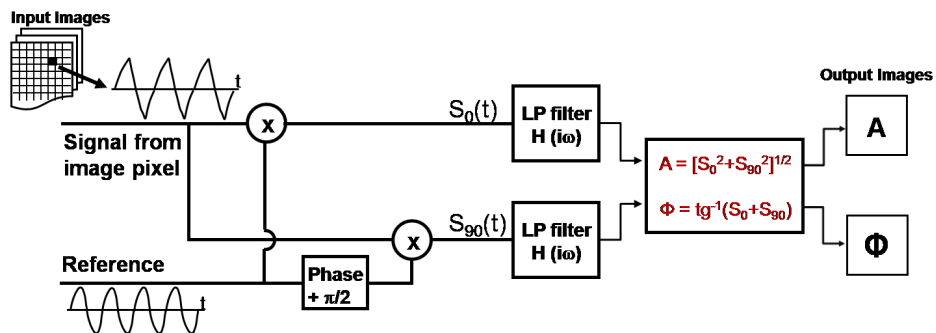 Input Images
t
Signal from
image pixel
x
S₀(t)
LP filter
H (iω)
Output Images
A
A = [S₀²+S₉₀²]¹/²
Φ = tg⁻¹(S₀+S₉₀)
x
S₉₀(t)
LP filter
H (iω)
Φ
Reference
t
Phase
+ π/2